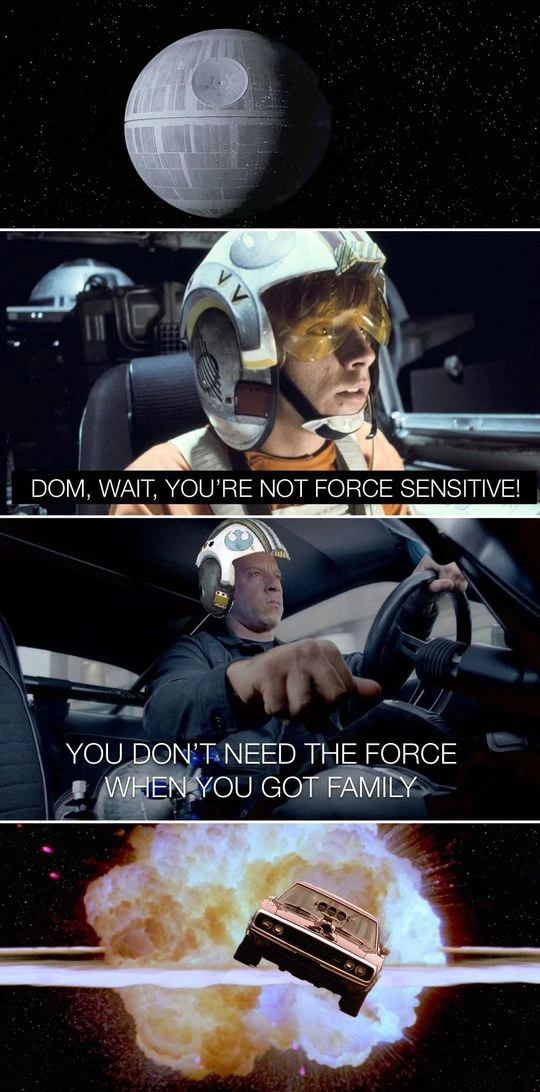 DOM, WAIT, YOU'RE NOT FORCE SENSITIVE!
YOU DON'T NEED THE FORCE
WHEN YOU GOT FAMILY